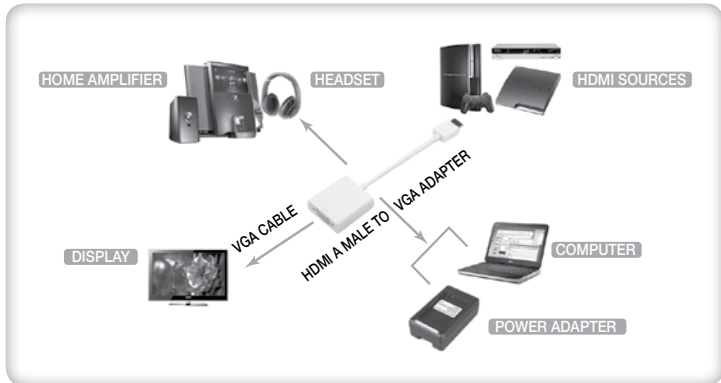 HOME AMPLIFIER
HEADSET
HDMI SOURCES
VGA CABLE
HDMI A MALE TO VGA ADAPTER
DISPLAY
COMPUTER
POWER ADAPTER